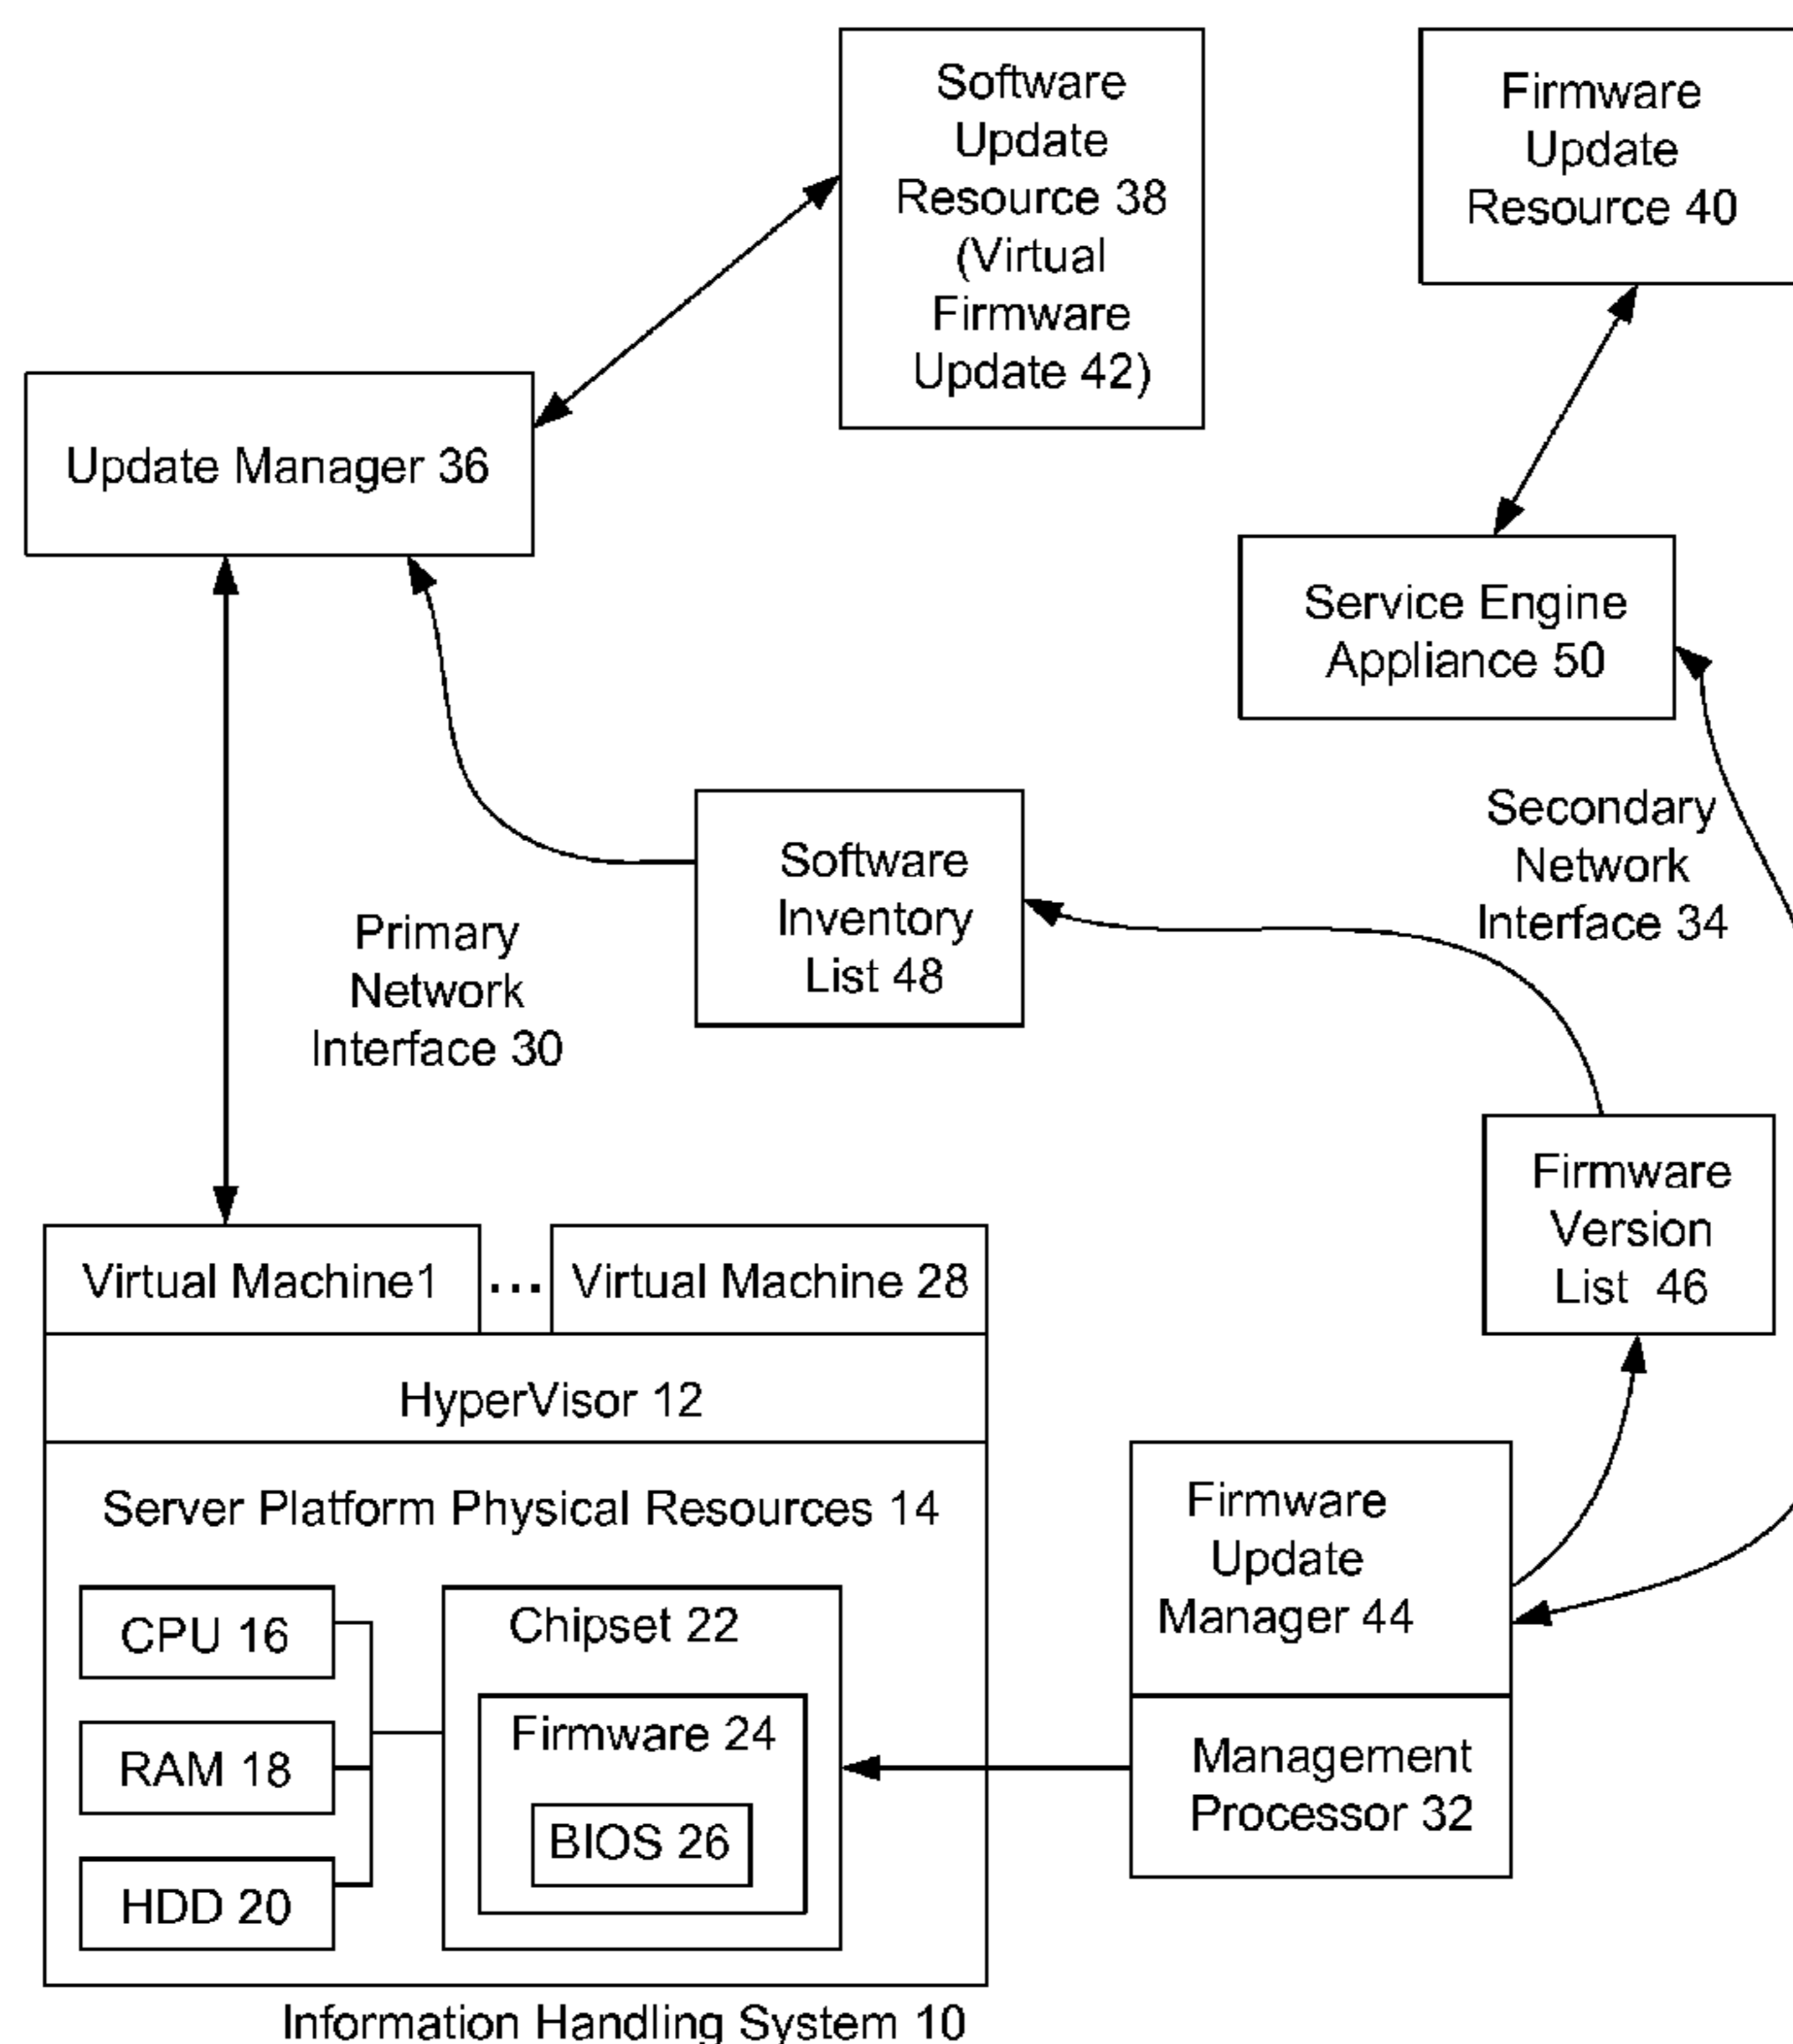 Software
Update
Resource 38
(Virtual
Firmware
Update 42)
Firmware
Update
Resource 40
Update Manager 36
Service Engine
Appliance 50
Secondary
Network
Interface 34
Software
Inventory
List 48
Primary
Network
Interface 30
Firmware
Version
List 46
Virtual Machine1
...
Virtual Machine 28
HyperVisor 12
Server Platform Physical Resources 14
CPU 16
RAM 18
HDD 20
Chipset 22
Firmware 24
BIOS 26
Firmware
Update
Manager 44
Management
Processor 32
Information Handling System 10